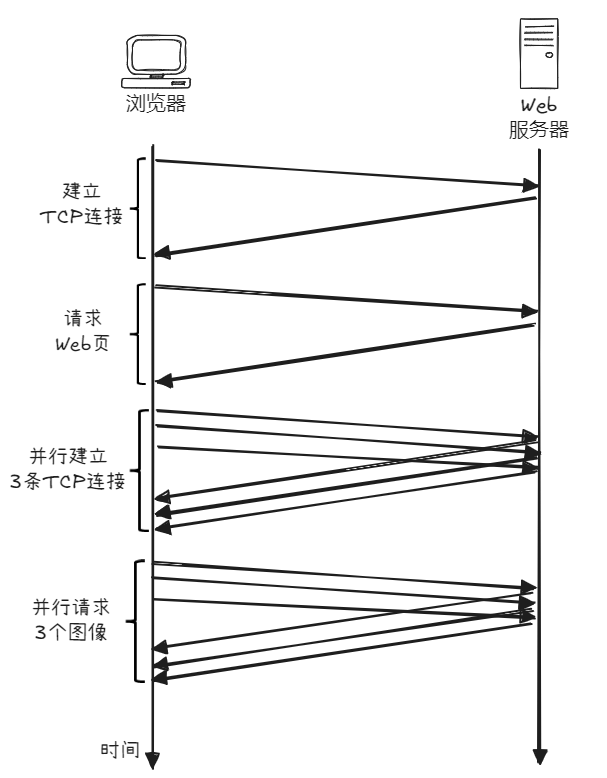 浏览器
Web
服务器
建立
TCP连接
请求
Web页
并行建立
3条TCP连接
并行请求
3个图像
时间